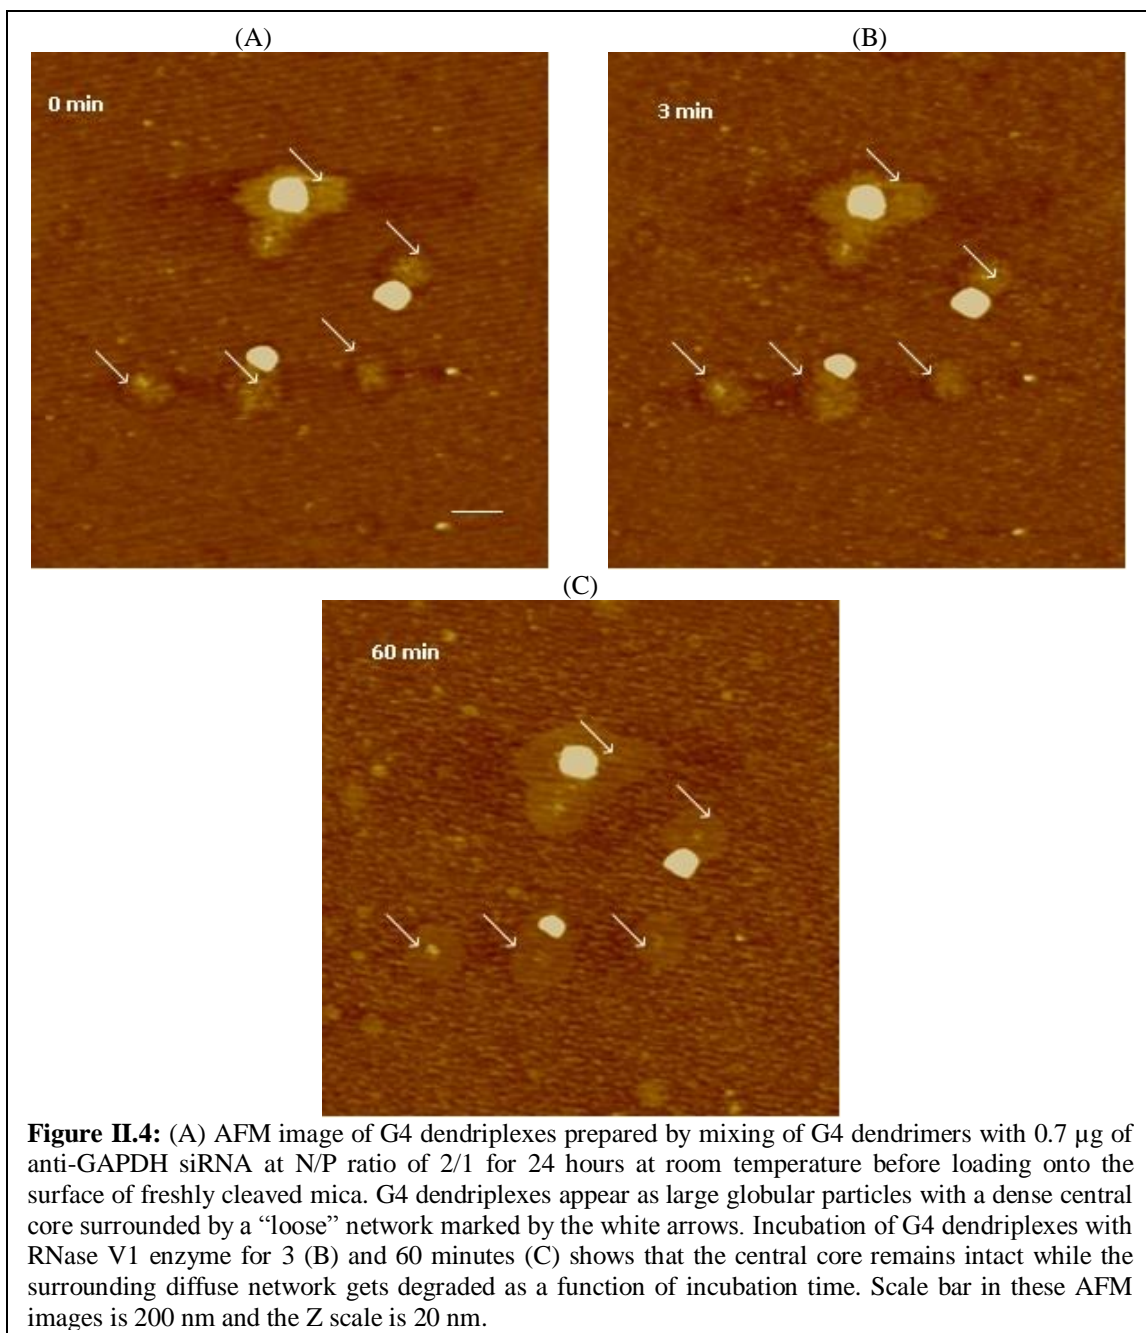 (A)
(B)
0 min
3 min
(C)
60 min
Figure II.4: (A) AFM image of G4 dendriplexes prepared by mixing of G4 dendrimers with 0.7 µg of
anti-GAPDH siRNA at N/P ratio of 2/1 for 24 hours at room temperature before loading onto the
surface of freshly cleaved mica. G4 dendriplexes appear as large globular particles with a dense central
core surrounded by a “loose” network marked by the white arrows. Incubation of G4 dendriplexes with
RNase V1 enzyme for 3 (B) and 60 minutes (C) shows that the central core remains intact while the
surrounding diffuse network gets degraded as a function of incubation time. Scale bar in these AFM
images is 200 nm and the Z scale is 20 nm.